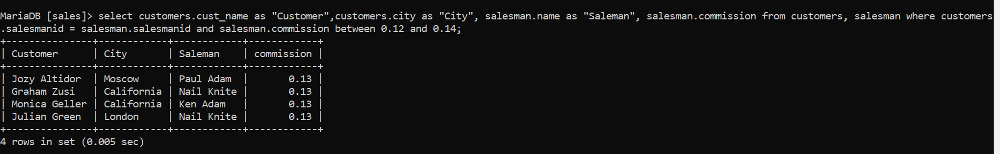 MariaDB [sales]> select customers.cust_name as "Customer",customers.city as "City", salesman.name as "Saleman", salesman.commission from customers, salesman where customers
.salesmanid = salesman.salesmanid and salesman.commission between 0.12 and 0.14;
+---------------+------------+------------+------------+
| Customer      | City       | Saleman    | commission |
+---------------+------------+------------+------------+
| Jozy Altidor  | Moscow     | Paul Adam  |       0.13 |
| Graham Zusi   | California | Nail Knite |       0.13 |
| Monica Geller | California | Ken Adam   |       0.13 |
| Julian Green  | London     | Nail Knite |       0.13 |
+---------------+------------+------------+------------+
4 rows in set (0.005 sec)